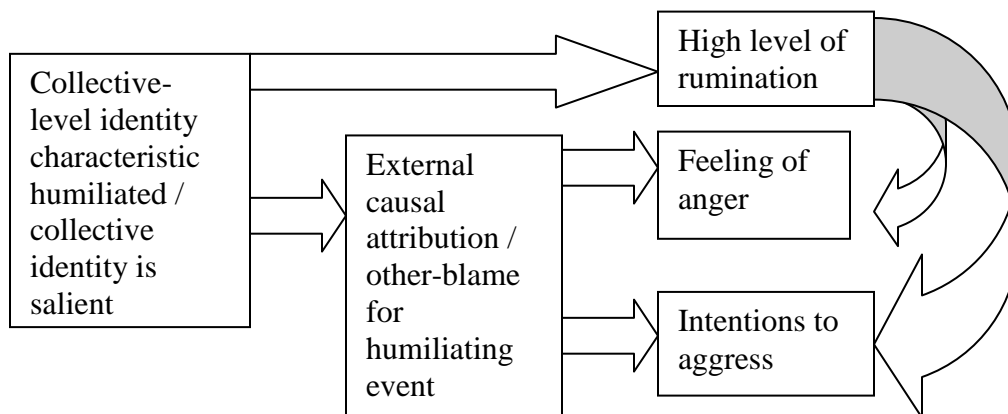 Collective-
level identity
characteristic
humiliated /
collective
identity is
salient
External
causal
attribution /
other-blame
for
humiliating
event
High level of
rumination
Feeling of
anger
Intentions to
aggress